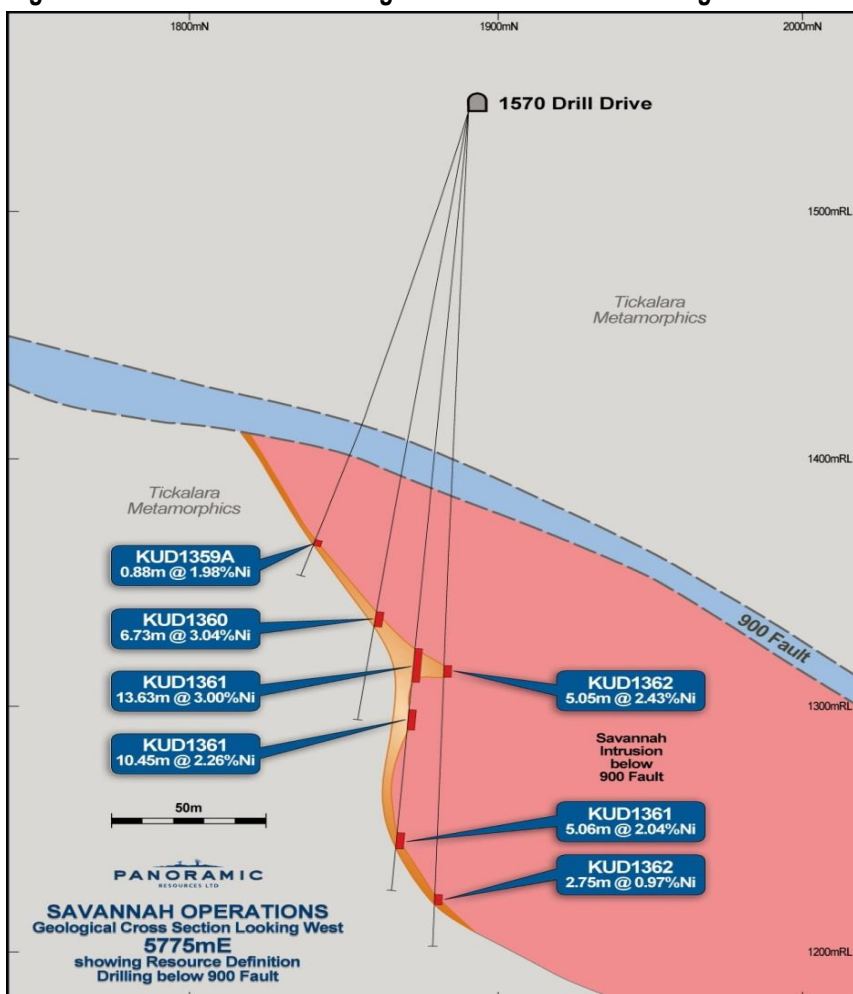 1800mN
1900mN
2000mN
1570 Drill Drive
1500mRL
Tickalara
Metamorphics
1400mRL
Tickalara
Metamorphics
KUD1359A
0.88m @ 1.98%Ni
900 Fault
KUD1360
6.73m @ 3.04%Ni
KUD1361
13.63m @ 3.00%Ni
KUD1362
5.05m @ 2.43%Ni
1300mRL
KUD1361
10.45m @ 2.26%Ni
Savannah
Intrusion
below
900 Fault
50m
KUD1361
5.06m @ 2.04%Ni
KUD1362
2.75m @ 0.97%Ni
PANORAMIC
RESOURCES LTD
SAVANNAH OPERATIONS
Geological Cross Section Looking West
5775mE
showing Resource Definition
Drilling below 900 Fault
1200mRL